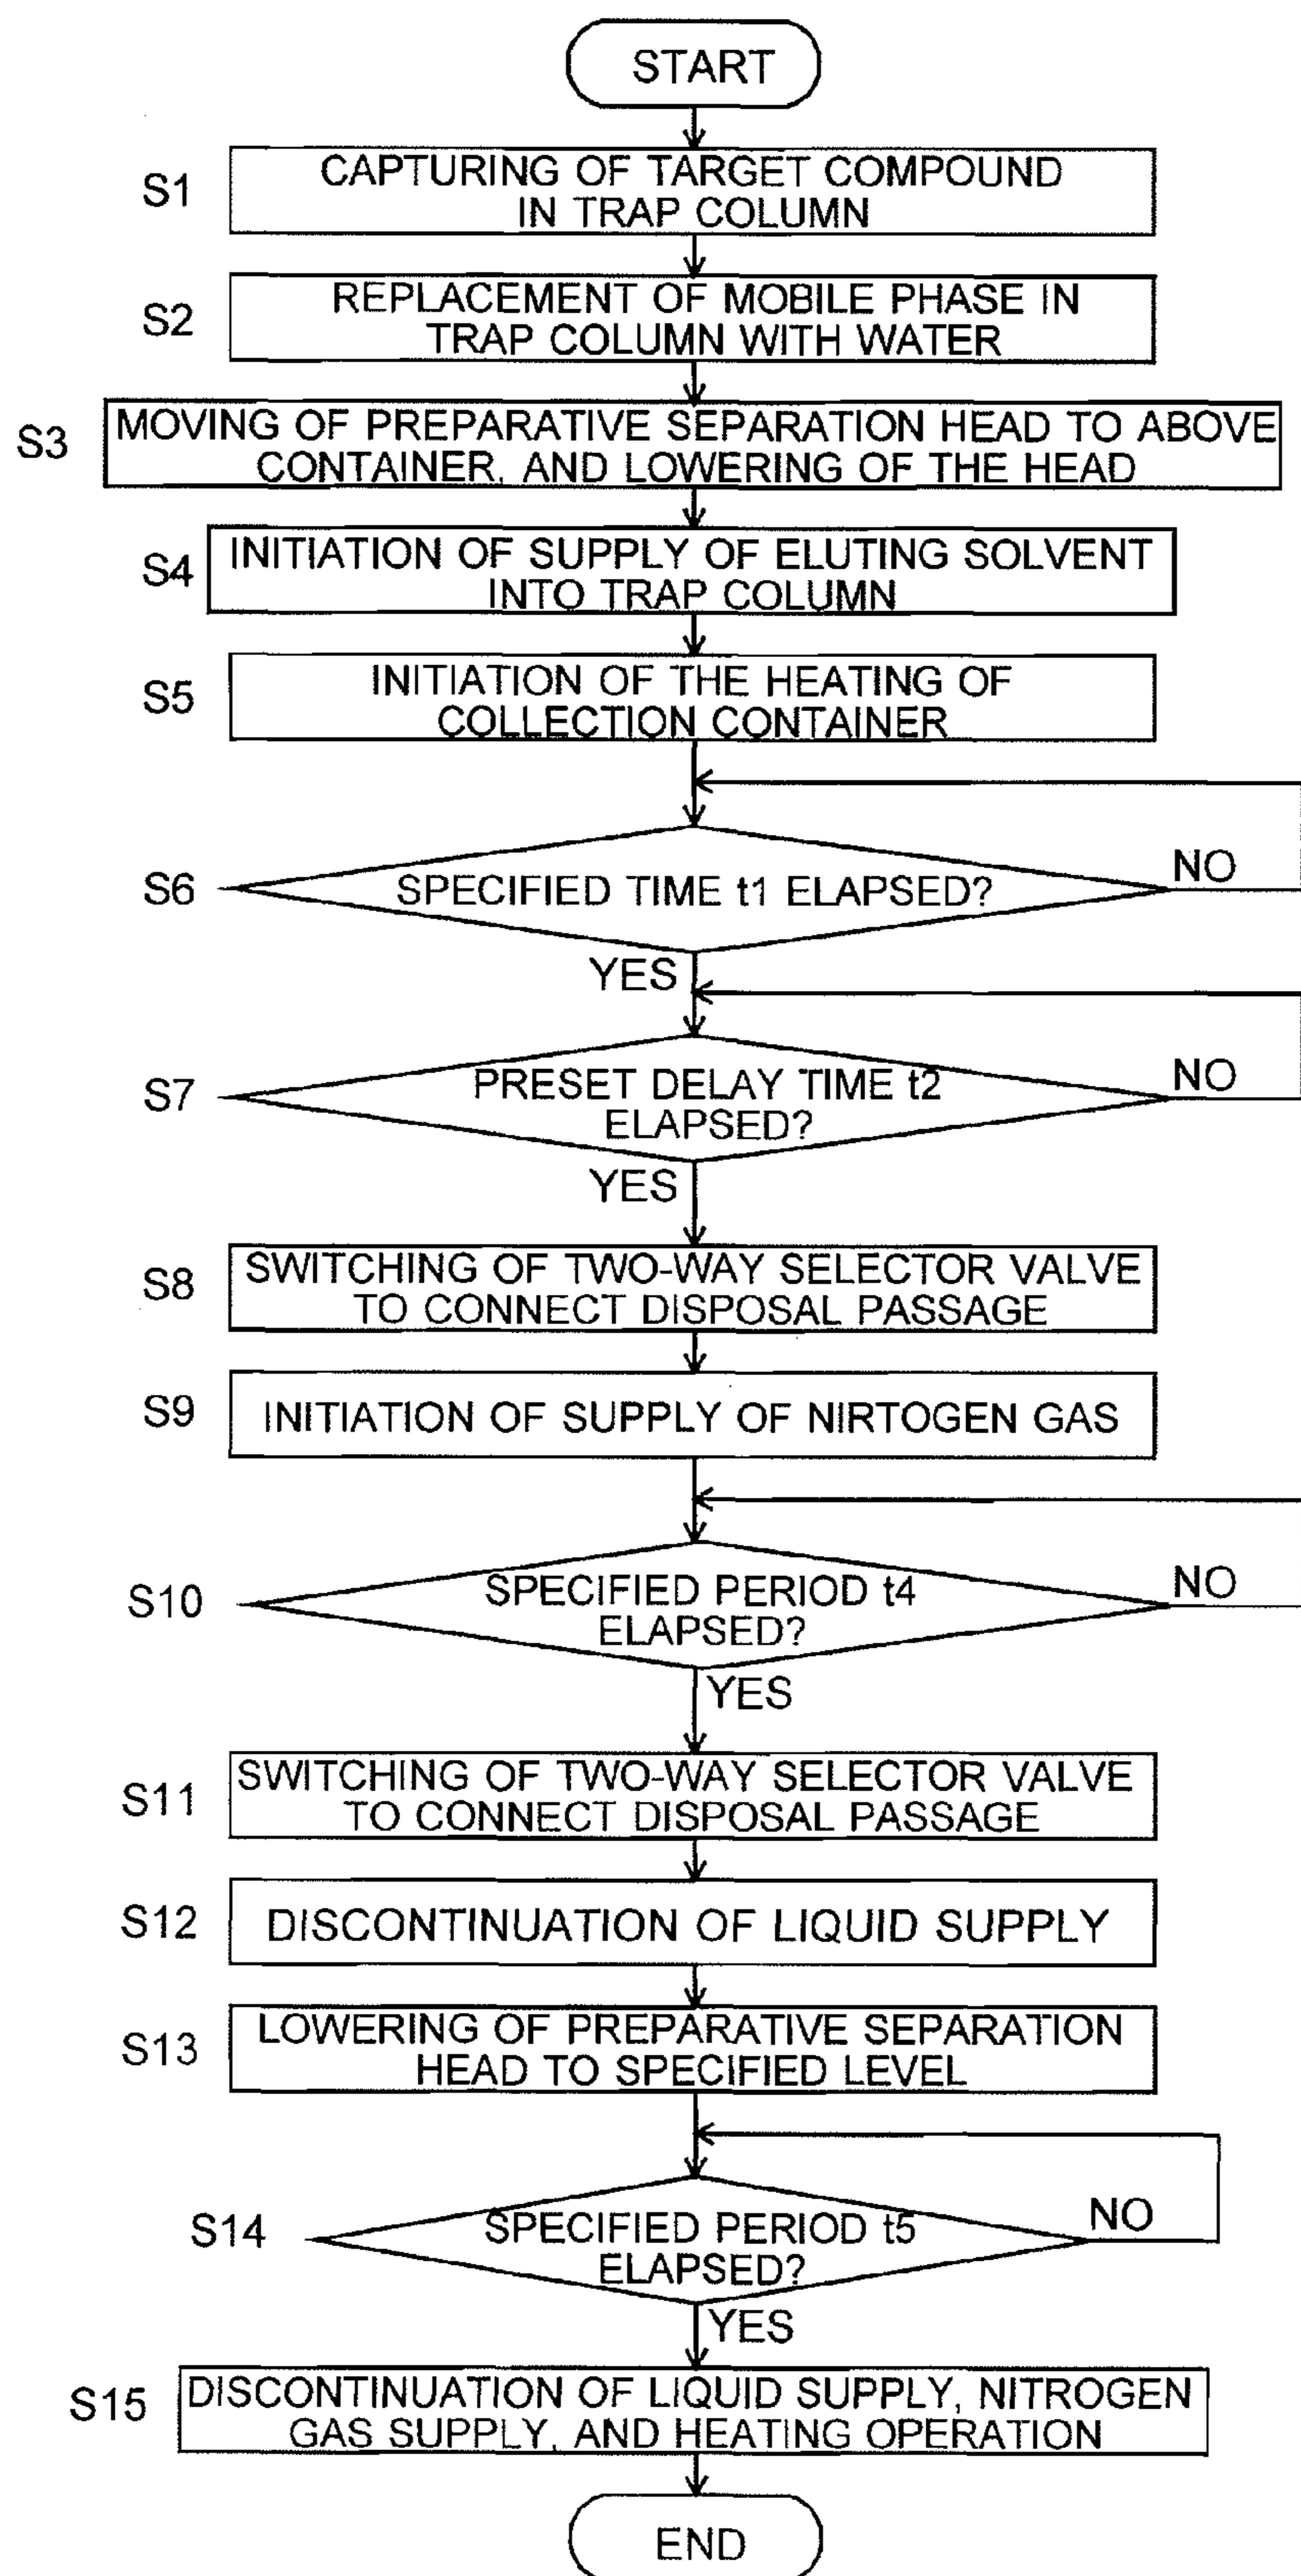 START
S1
CAPTURING OF TARGET COMPOUND
IN TRAP COLUMN
S2
REPLACEMENT OF MOBILE PHASE IN
TRAP COLUMN WITH WATER
S3
MOVING OF PREPARATIVE SEPARATION HEAD TO ABOVE
CONTAINER, AND LOWERING OF THE HEAD
S4
INITIATION OF SUPPLY OF ELUTING SOLVENT
INTO TRAP COLUMN
S5
INITIATION OF THE HEATING OF
COLLECTION CONTAINER
S6
SPECIFIED TIME t1 ELAPSED?
NO
YES
S7
PRESET DELAY TIME t2
ELAPSED?
NO
YES
S8
SWITCHING OF TWO-WAY SELECTOR VALVE
TO CONNECT DISPOSAL PASSAGE
S9
INITIATION OF SUPPLY OF NIRTOGEN GAS
S10
SPECIFIED PERIOD t4
ELAPSED?
NO
YES
S11
SWITCHING OF TWO-WAY SELECTOR VALVE
TO CONNECT DISPOSAL PASSAGE
S12
DISCONTINUATION OF LIQUID SUPPLY
S13
LOWERING OF PREPARATIVE SEPARATION
HEAD TO SPECIFIED LEVEL
S14
SPECIFIED PERIOD t5
ELAPSED?
NO
YES
S15
DISCONTINUATION OF LIQUID SUPPLY, NITROGEN
GAS SUPPLY, AND HEATING OPERATION
END